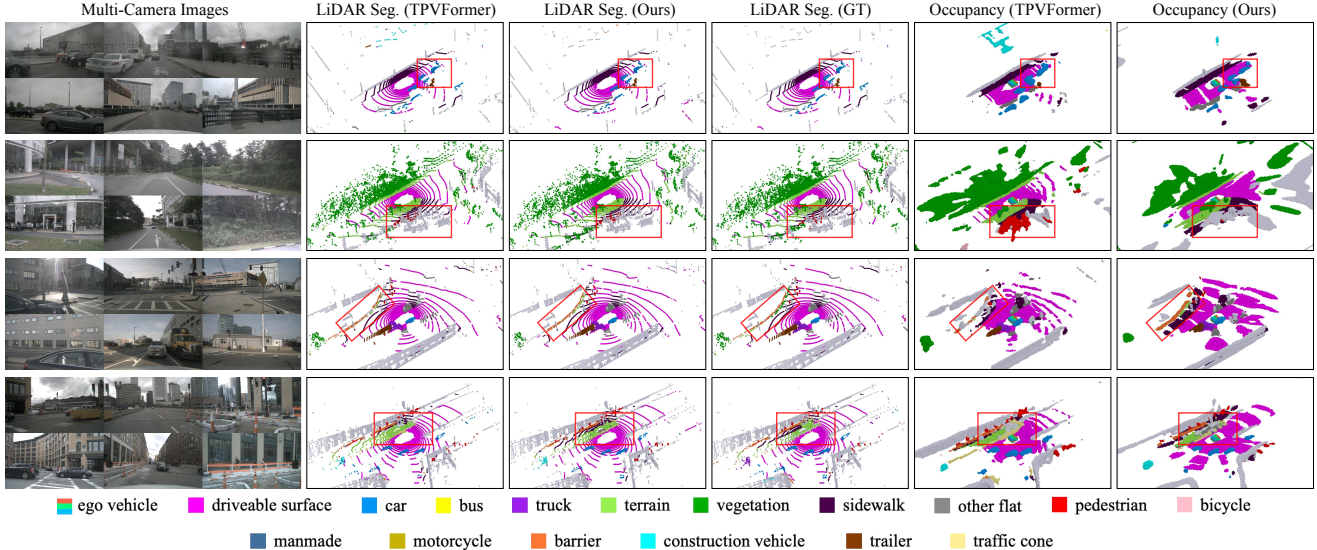 Multi-Camera Images LiDAR Seg. (TPVFormer) LiDAR Seg. (Ours) LiDAR Seg. (GT) Occupancy (TPVFormer) Occupancy (Ours)
ego vehicle driveable surface car bus truck terrain vegetation sidewalk other flat pedestrian bicycle
manmade motorcycle barrier construction vehicle trailer traffic cone